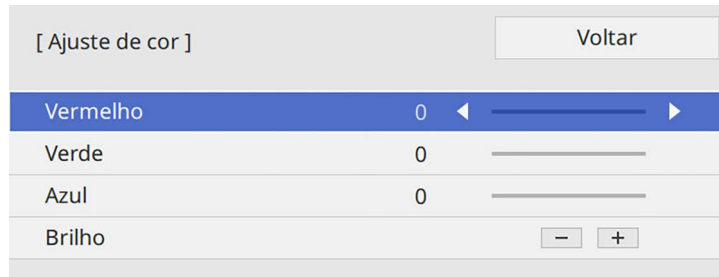 [ Ajuste de cor ] Voltar
Vermelho 0
Verde 0
Azul 0
Brilho − +